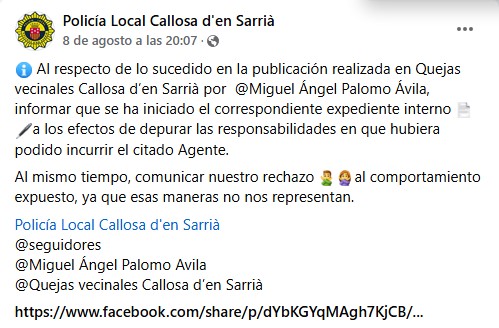 Policía Local Callosa d'en Sarrià
8 de agosto a las 20:07 ·
Al respecto de lo sucedido en la publicación realizada en Quejas
vecinales Callosa d’en Sarrià por @Miguel Ángel Palomo Ávila,
informar que se ha iniciado el correspondiente expediente interno
a los efectos de depurar las responsabilidades en que hubiera
podido incurrir el citado Agente.
Al mismo tiempo, comunicar nuestro rechazo al comportamiento
expuesto, ya que esas maneras no nos representan.
Policía Local Callosa d'en Sarrià
@seguidores
@Miguel Ángel Palomo Avila
@Quejas vecinales Callosa d’en Sarrià
https://www.facebook.com/share/p/dYbKGYqMAgh7KjCB/...